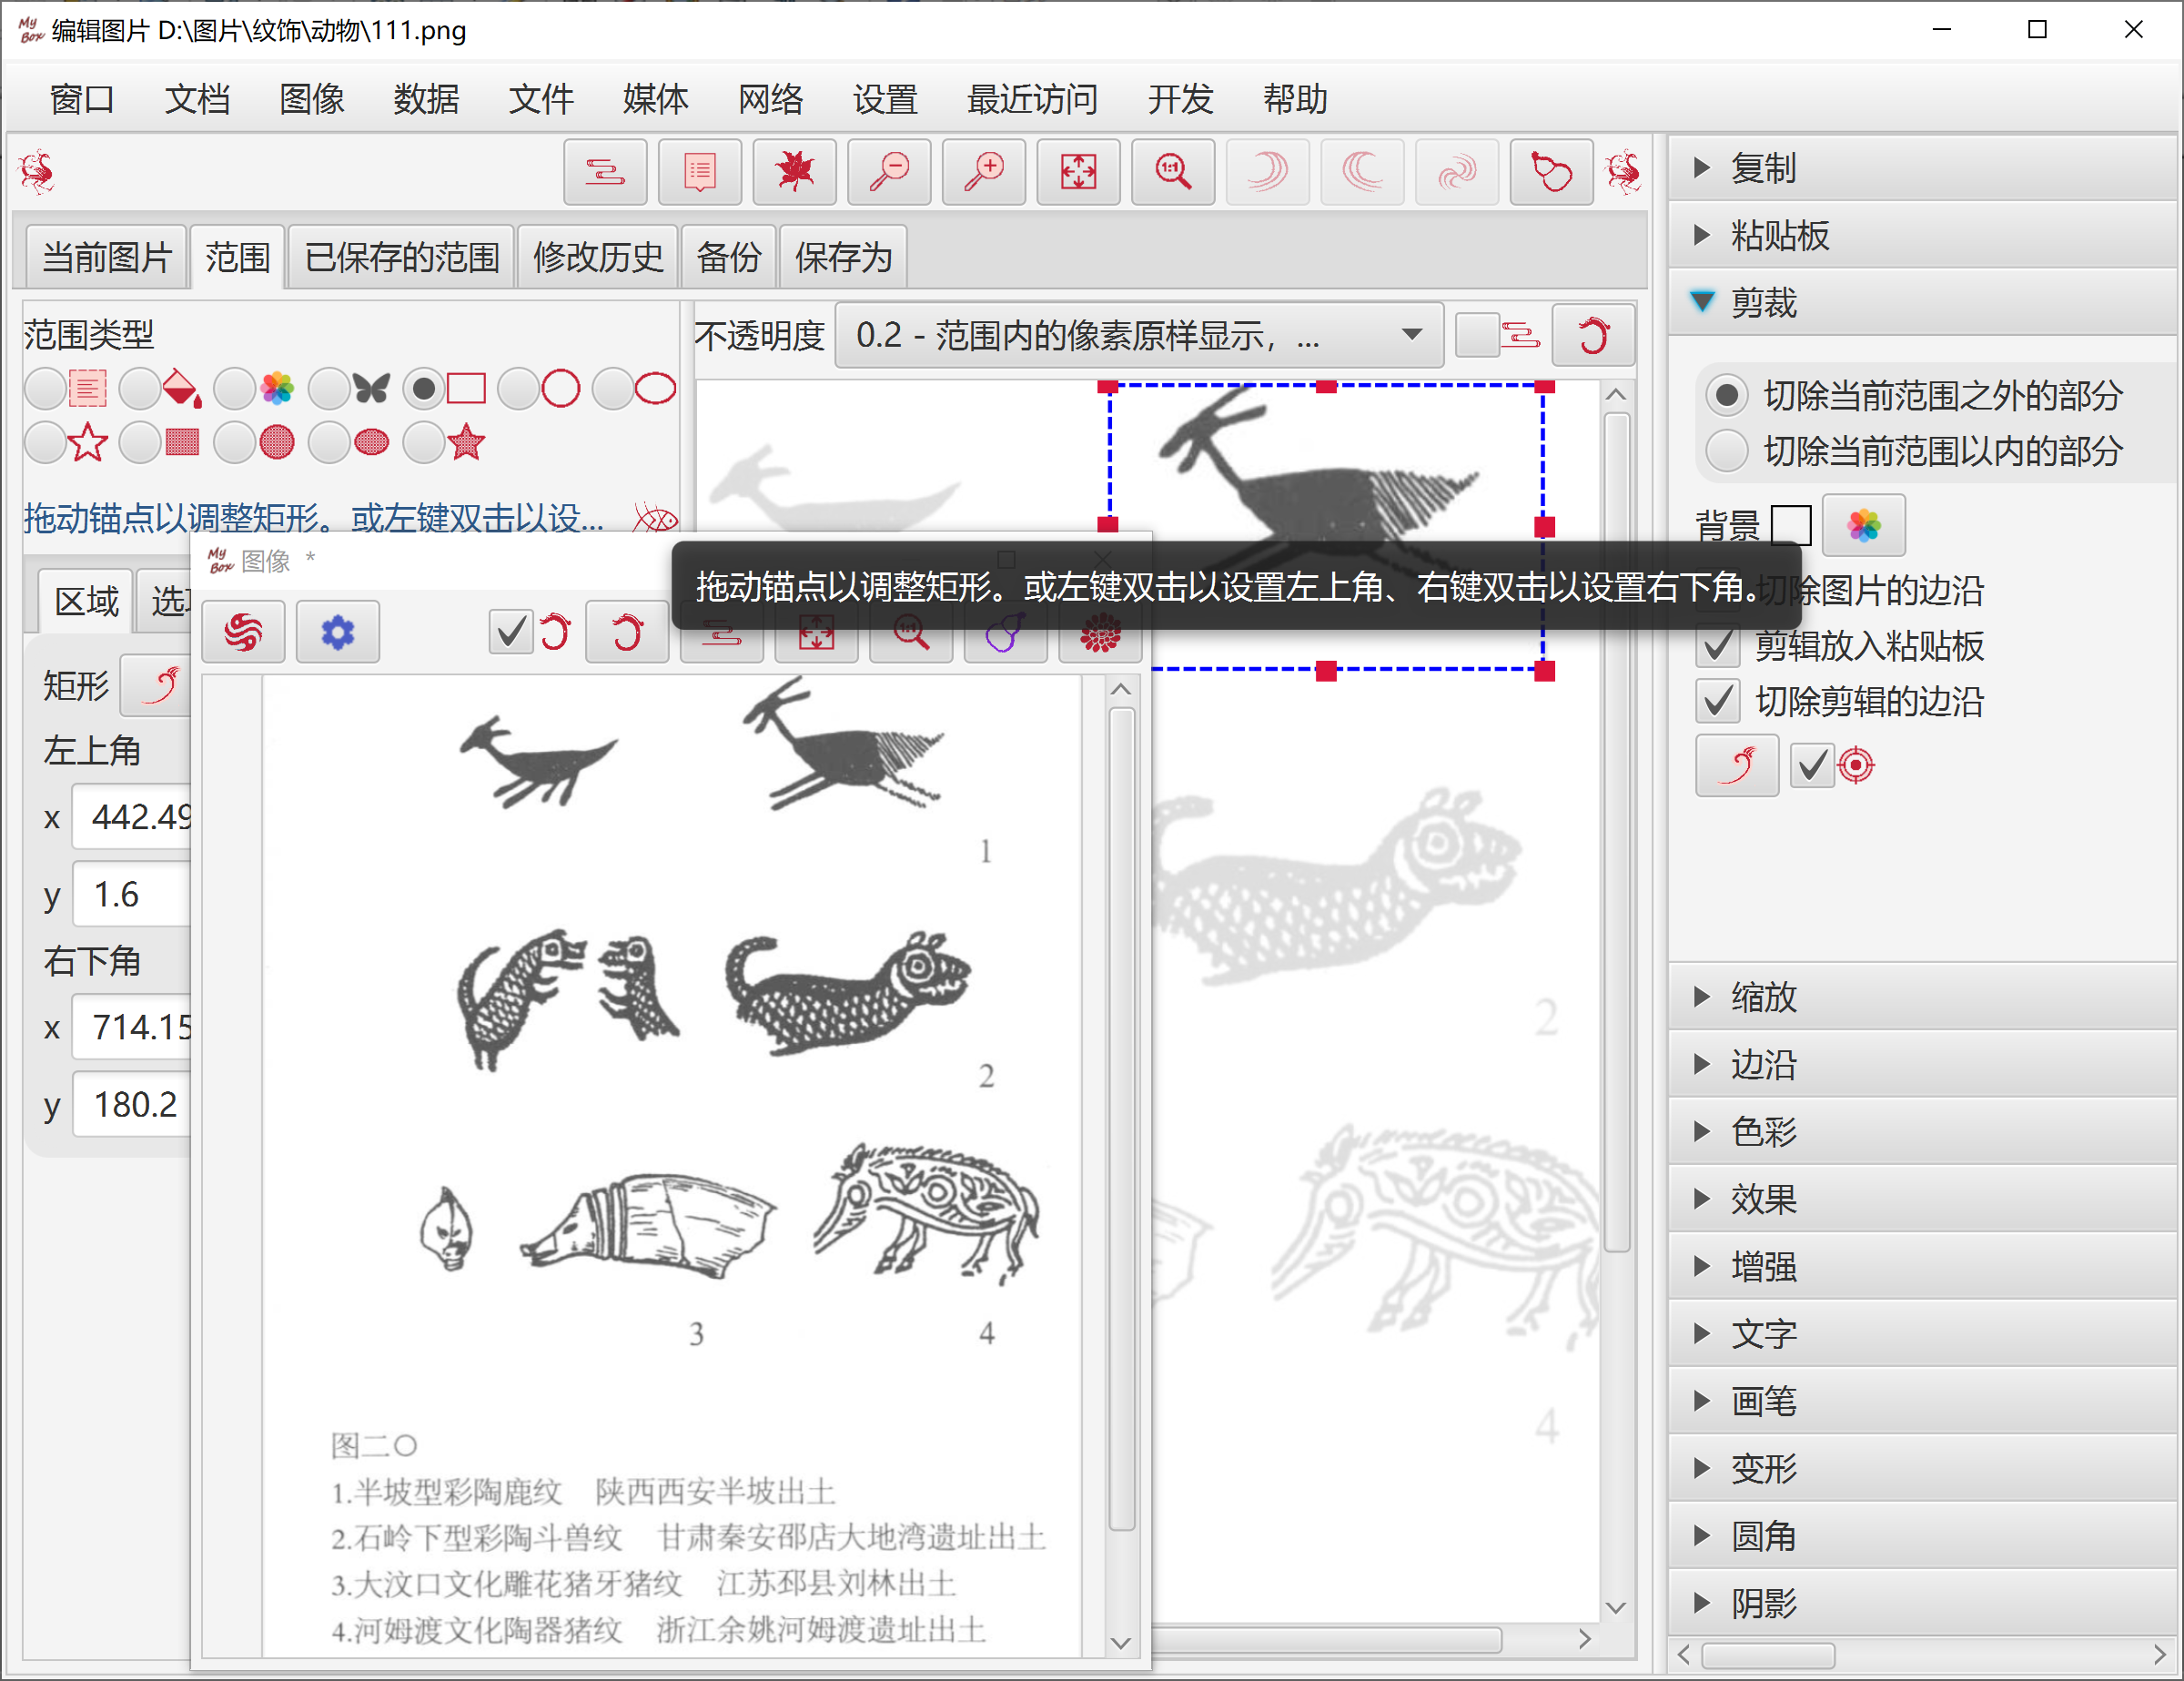 My Box 编辑图片 D:\图片\纹饰\动物\111.png
窗口 文档 图像 数据 文件 媒体 网络 设置 最近访问 开发 帮助
1:1
当前图片 范围 已保存的范围 修改历史 备份 保存为
范围类型
拖动锚点以调整矩形。或左键双击以设...
区域
矩形
左上角
x 442.49
y 1.6
右下角
x 714.15
y 180.2
不透明度 0.2 - 范围内的像素原样显示，...
2
4
My Box 图像 *
拖动锚点以调整矩形。或左键双击以设置左上角、右键双击以设置右下角。
1:1
1
2
3 4
图二〇
1.半坡型彩陶鹿纹 陕西西安半坡出土
2.石岭下型彩陶斗兽纹 甘肃秦安邵店大地湾遗址出土
3.大汶口文化雕花猪牙猪纹 江苏邳县刘林出土
4.河姆渡文化陶器猪纹 浙江余姚河姆渡遗址出土
复制
粘贴板
剪裁
切除当前范围之外的部分
切除当前范围以内的部分
背景
切除图片的边沿
剪辑放入粘贴板
切除剪辑的边沿
缩放
边沿
色彩
效果
增强
文字
画笔
变形
圆角
阴影